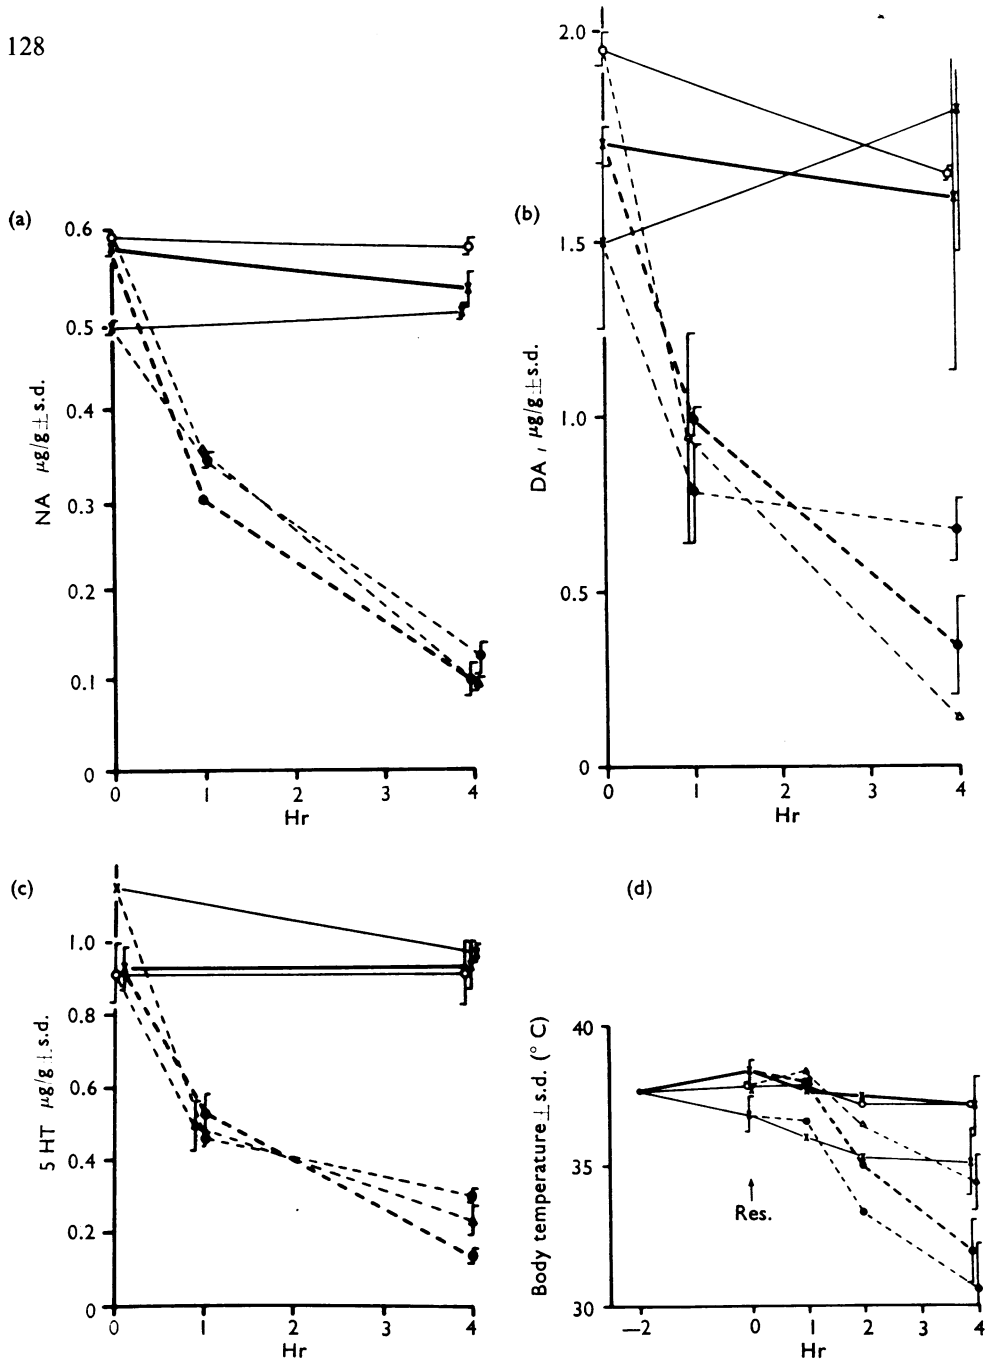 128
(a)
0.6
0.5
0.4
0.3
0.2
0.1
0
NA μg/g ± s.d.
0 1 2 3 4
Hr
(b)
2.0
1.5
1.0
0.5
0
DA, μg/g ± s.d.
0 1 2 3 4
Hr
(c)
1.0
0.8
0.6
0.4
0.2
0
5 HT μg/g ± s.d.
0 1 2 3 4
Hr
(d)
40
35
30
Body temperature ± s.d. (° C)
Res.
—2 0 1 2 3 4
Hr